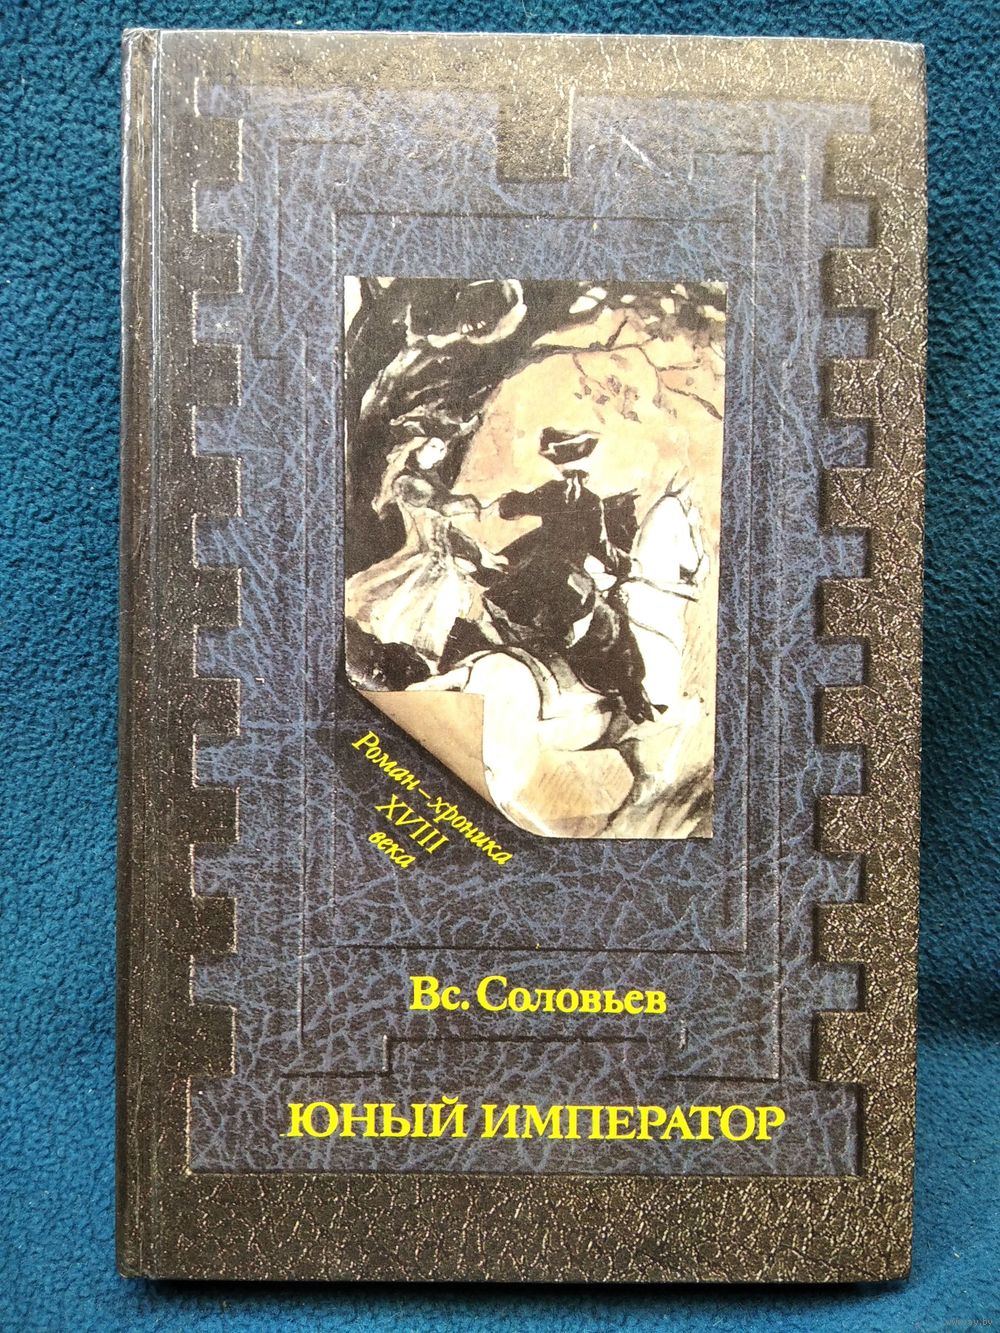 Роман–хроника
XVIII
века
Вс. Соловьев
ЮНЫЙ ИМПЕРАТОР